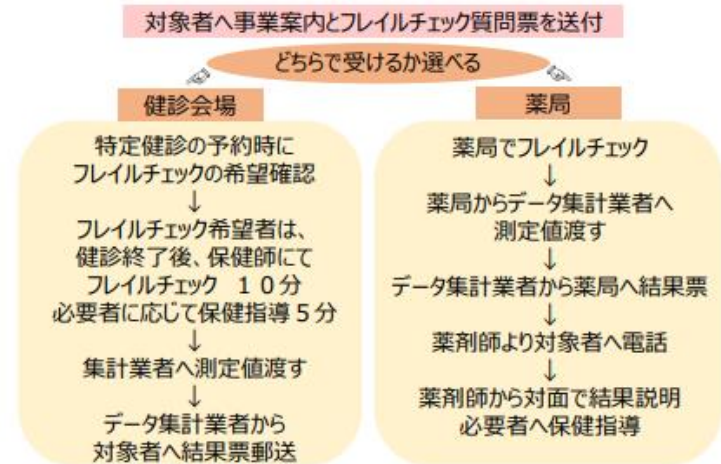 対象者へ事業案内とフレイルチェック質問票を送付
どちらで受けるか選べる
健診会場
特定健診の予約時に
フレイルチェックの希望確認
↓
フレイルチェック希望者は、
健診終了後、保健師にて
フレイルチェック　１０分
必要者に応じて保健指導５分
↓
集計業者へ測定値渡す
↓
データ集計業者から
対象者へ結果票郵送
薬局
薬局でフレイルチェック
↓
薬局からデータ集計業者へ
測定値渡す
↓
データ集計業者から薬局へ結果票
↓
薬剤師より対象者へ電話
↓
薬剤師から対面で結果説明
必要者へ保健指導